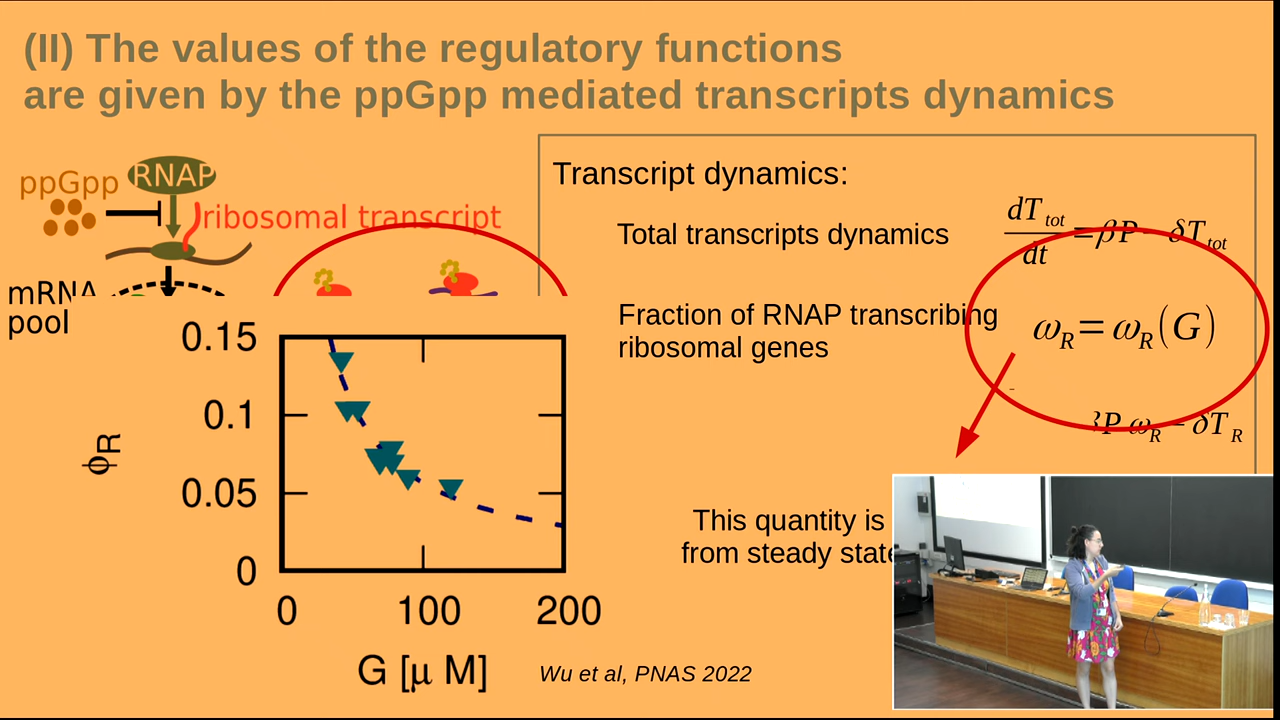 (II) The values of the regulatory functions
are given by the ppGpp mediated transcripts dynamics
ppGpp
RNAP
ribosomal transcript
mRNA
pool
Transcript dynamics:
Total transcripts dynamics
dT_tot/dt = βP − δT_tot
Fraction of RNAP transcribing
ribosomal genes
ω_R = ω_R(G)
P ω_R − δT_R
This quantity is
from steady state
0.15
0.1
0.05
0
ϕR
0 100 200
G [μ M]
Wu et al, PNAS 2022